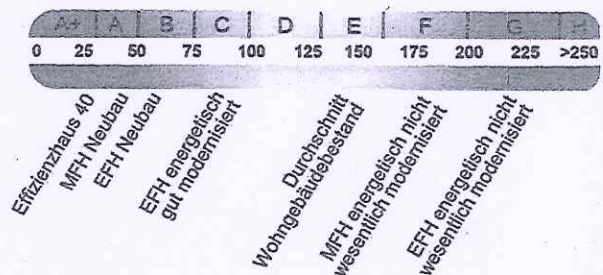 A+ A B C D E F G H
0 25 50 75 100 125 150 175 200 225 >250
Effizienzhaus 40
MFH Neubau
EFH Neubau
EFH energetisch
gut modernisiert
Durchschnitt
Wohngebäudebestand
MFH energetisch nicht
wesentlich modernisiert
EFH energetisch nicht
wesentlich modernisiert